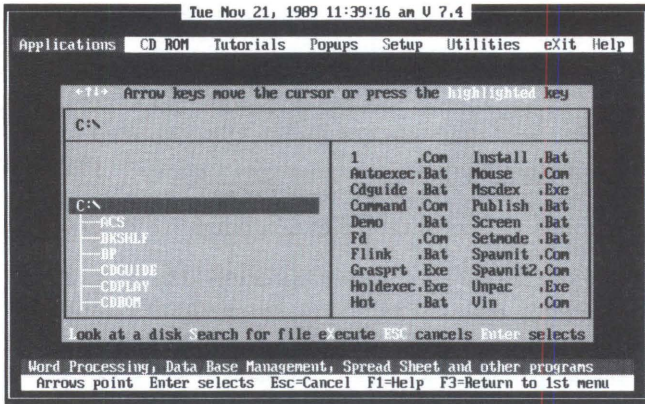 Tue Nov 21, 1989 11:39:16 am V 7.4
Applications CD ROM Tutorials Popups Setup Utilities eXit Help
←↑↓→ Arrow keys move the cursor or press the highlighted key
C:\
1 .Com Install .Bat
Autoexec.Bat Mouse .Com
Cdguide .Bat Mscdex .Exe
C:\ Command .Com Publish .Bat
ACS Demo .Bat Screen .Bat
BKSHLF Fd .Com Setmode .Bat
BP Flink .Bat Spawnit .Com
CDGUIDE Grasprt .Exe Spawnit2.Com
CDPLAY Holdexec.Exe Unpac .Exe
CDROM Hot .Bat Vin .Com
Look at a disk Search for file eXecute ESC cancels Enter selects
Word Processing, Data Base Management, Spread Sheet and other programs
Arrows point Enter selects Esc=Cancel F1=Help F3=Return to 1st menu